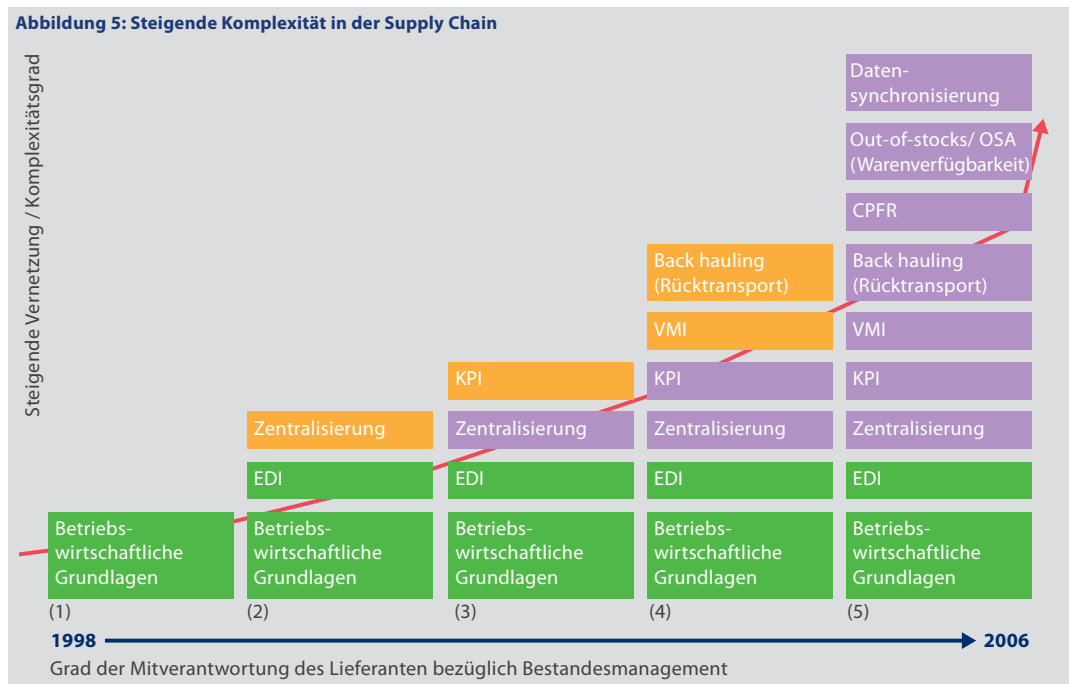 Abbildung 5: Steigende Komplexität in der Supply Chain
Steigende Vernetzung / Komplexitätsgrad
Betriebs-
wirtschaftliche
Grundlagen
(1)
Zentralisierung
EDI
Betriebs-
wirtschaftliche
Grundlagen
(2)
KPI
Zentralisierung
EDI
Betriebs-
wirtschaftliche
Grundlagen
(3)
Back hauling
(Rücktransport)
VMI
KPI
Zentralisierung
EDI
Betriebs-
wirtschaftliche
Grundlagen
(4)
Daten-
synchronisierung
Out-of-stocks/ OSA
(Warenverfügbarkeit)
CPFR
Back hauling
(Rücktransport)
VMI
KPI
Zentralisierung
EDI
Betriebs-
wirtschaftliche
Grundlagen
(5)
1998 2006
Grad der Mitverantwortung des Lieferanten bezüglich Bestandesmanagement